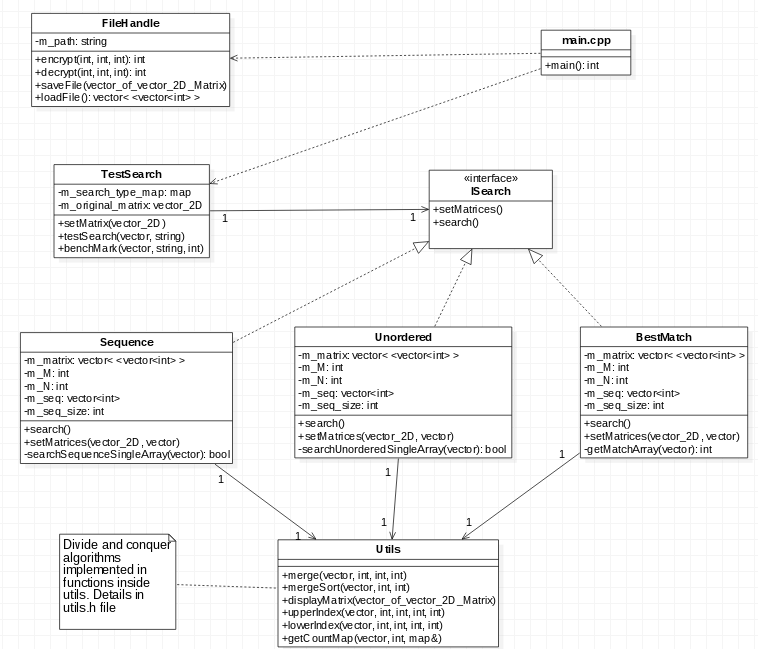 FileHandle
-m_path: string
+encrypt(int, int, int): int
+decrypt(int, int, int): int
+saveFile(vector_of_vector_2D_Matrix)
+loadFile(): vector< <vector<int> >
main.cpp
+main(): int
TestSearch
-m_search_type_map: map
-m_original_matrix: vector_2D
+setMatrix(vector_2D)
+testSearch(vector, string)
+benchMark(vector, string, int)
1
1
«interface»
ISearch
+setMatrices()
+search()
Sequence
-m_matrix: vector< <vector<int> >
-m_M: int
-m_N: int
-m_seq: vector<int>
-m_seq_size: int
+search()
+setMatrices(vector_2D, vector)
-searchSequenceSingleArray(vector): bool
Unordered
-m_matrix: vector< <vector<int> >
-m_M: int
-m_N: int
-m_seq: vector<int>
-m_seq_size: int
+search()
+setMatrices(vector_2D, vector)
-searchUnorderedSingleArray(vector): bool
BestMatch
-m_matrix: vector< <vector<int> >
-m_M: int
-m_N: int
-m_seq: vector<int>
-m_seq_size: int
+search()
+setMatrices(vector_2D, vector)
-getMatchArray(vector): int
1
1
1
1
1
1
Divide and conquer
algorithms
implemented in
functions inside
utils. Details in
utils.h file
Utils
+merge(vector, int, int, int)
+mergeSort(vector, int, int)
+displayMatrix(vector_of_vector_2D_Matrix)
+upperIndex(vector, int, int, int, int)
+lowerIndex(vector, int, int, int, int)
+getCountMap(vector, int, map&)